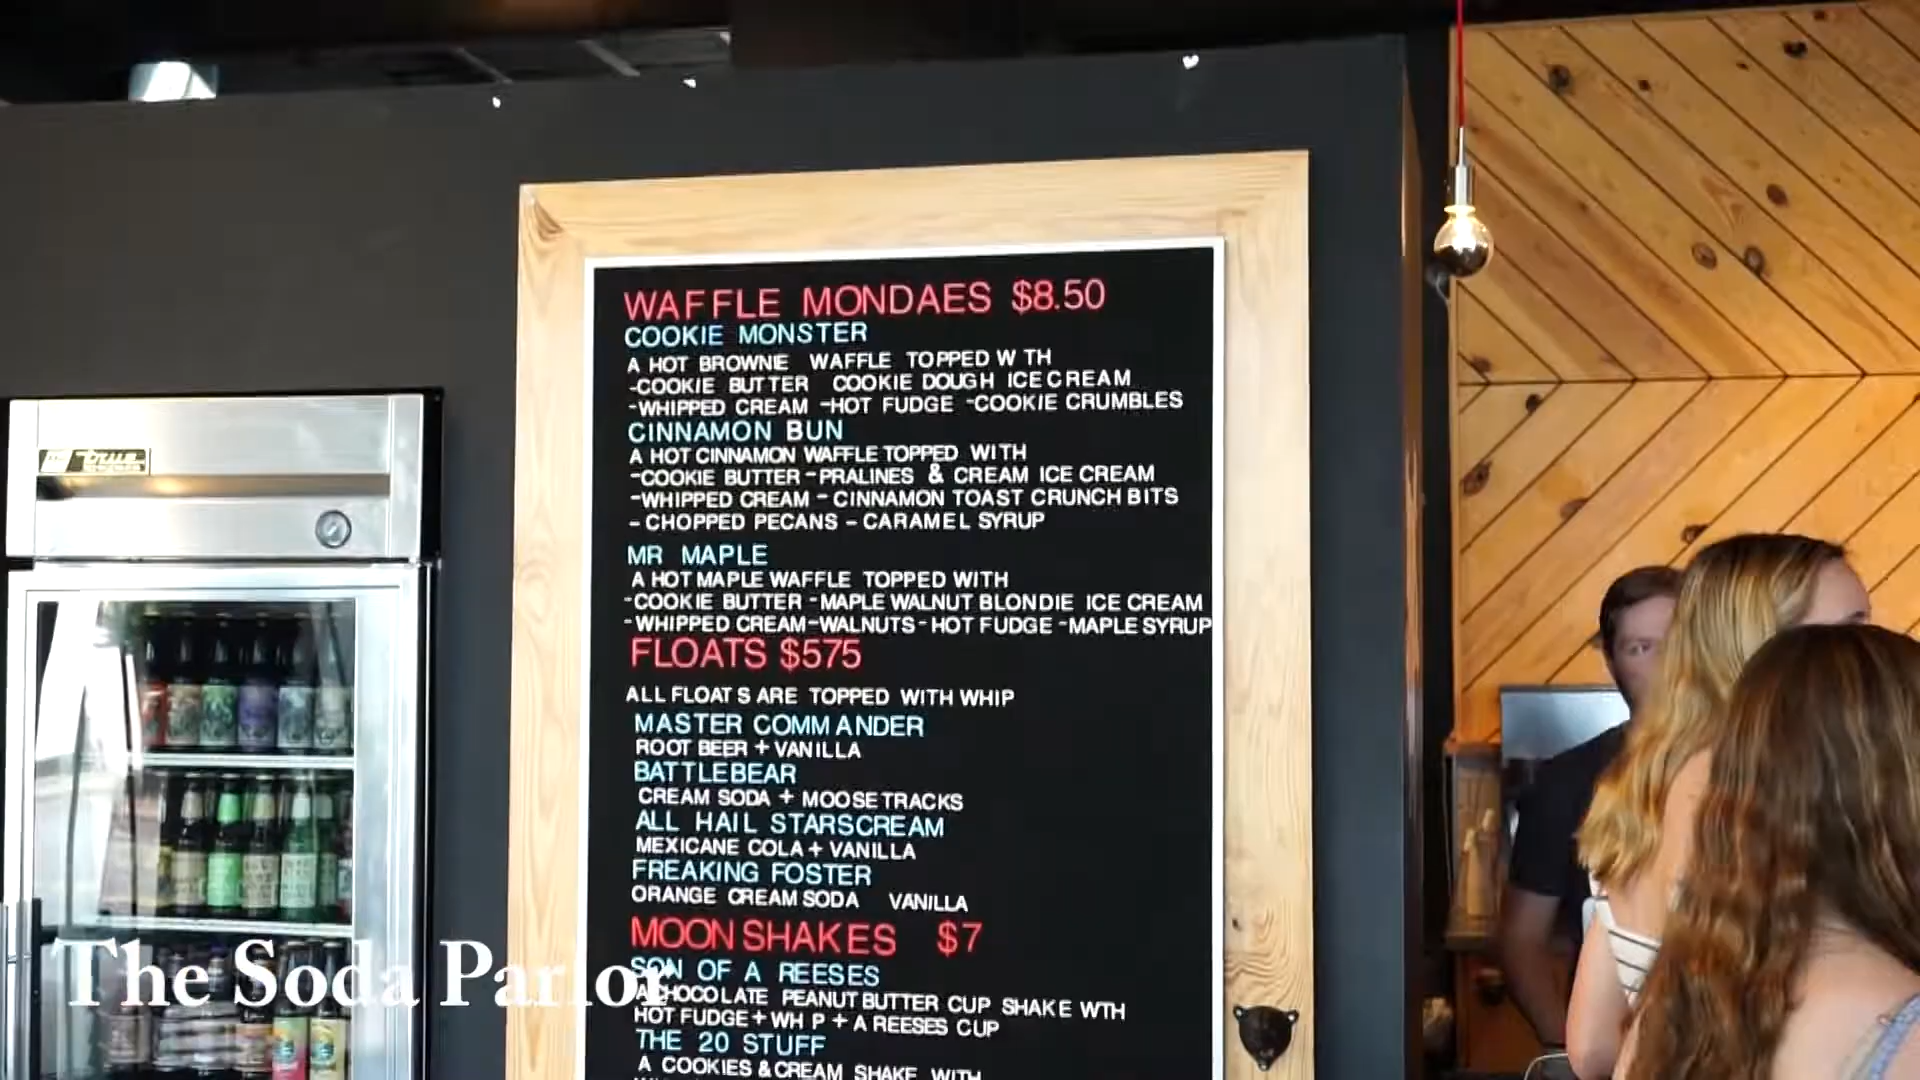 WAFFLE MONDAES $8.50
COOKIE MONSTER
A HOT BROWNIE WAFFLE TOPPED W TH
-COOKIE BUTTER COOKIE DOUGH ICE CREAM
-WHIPPED CREAM -HOT FUDGE -COOKIE CRUMBLES
CINNAMON BUN
A HOT CINNAMON WAFFLE TOPPED WITH
-COOKIE BUTTER -PRALINES & CREAM ICE CREAM
-WHIPPED CREAM - CINNAMON TOAST CRUNCH BITS
- CHOPPED PECANS - CARAMEL SYRUP
MR MAPLE
A HOT MAPLE WAFFLE TOPPED WITH
-COOKIE BUTTER -MAPLE WALNUT BLONDIE ICE CREAM
-WHIPPED CREAM-WALNUTS-HOT FUDGE -MAPLE SYRUP
FLOATS $575
ALL FLOATS ARE TOPPED WITH WHIP
MASTER COMMANDER
ROOT BEER + VANILLA
BATTLEBEAR
CREAM SODA + MOOSETRACKS
ALL HAIL STARSCREAM
MEXICANE COLA + VANILLA
FREAKING FOSTER
ORANGE CREAM SODA VANILLA
MOON SHAKES $7
SON OF A REESES
A CHOCOLATE PEANUT BUTTER CUP SHAKE WTH
HOT FUDGE + WH P + A REESES CUP
THE 20 STUFF
A COOKIES & CREAM SHAKE WITH
true
The Soda Parlor